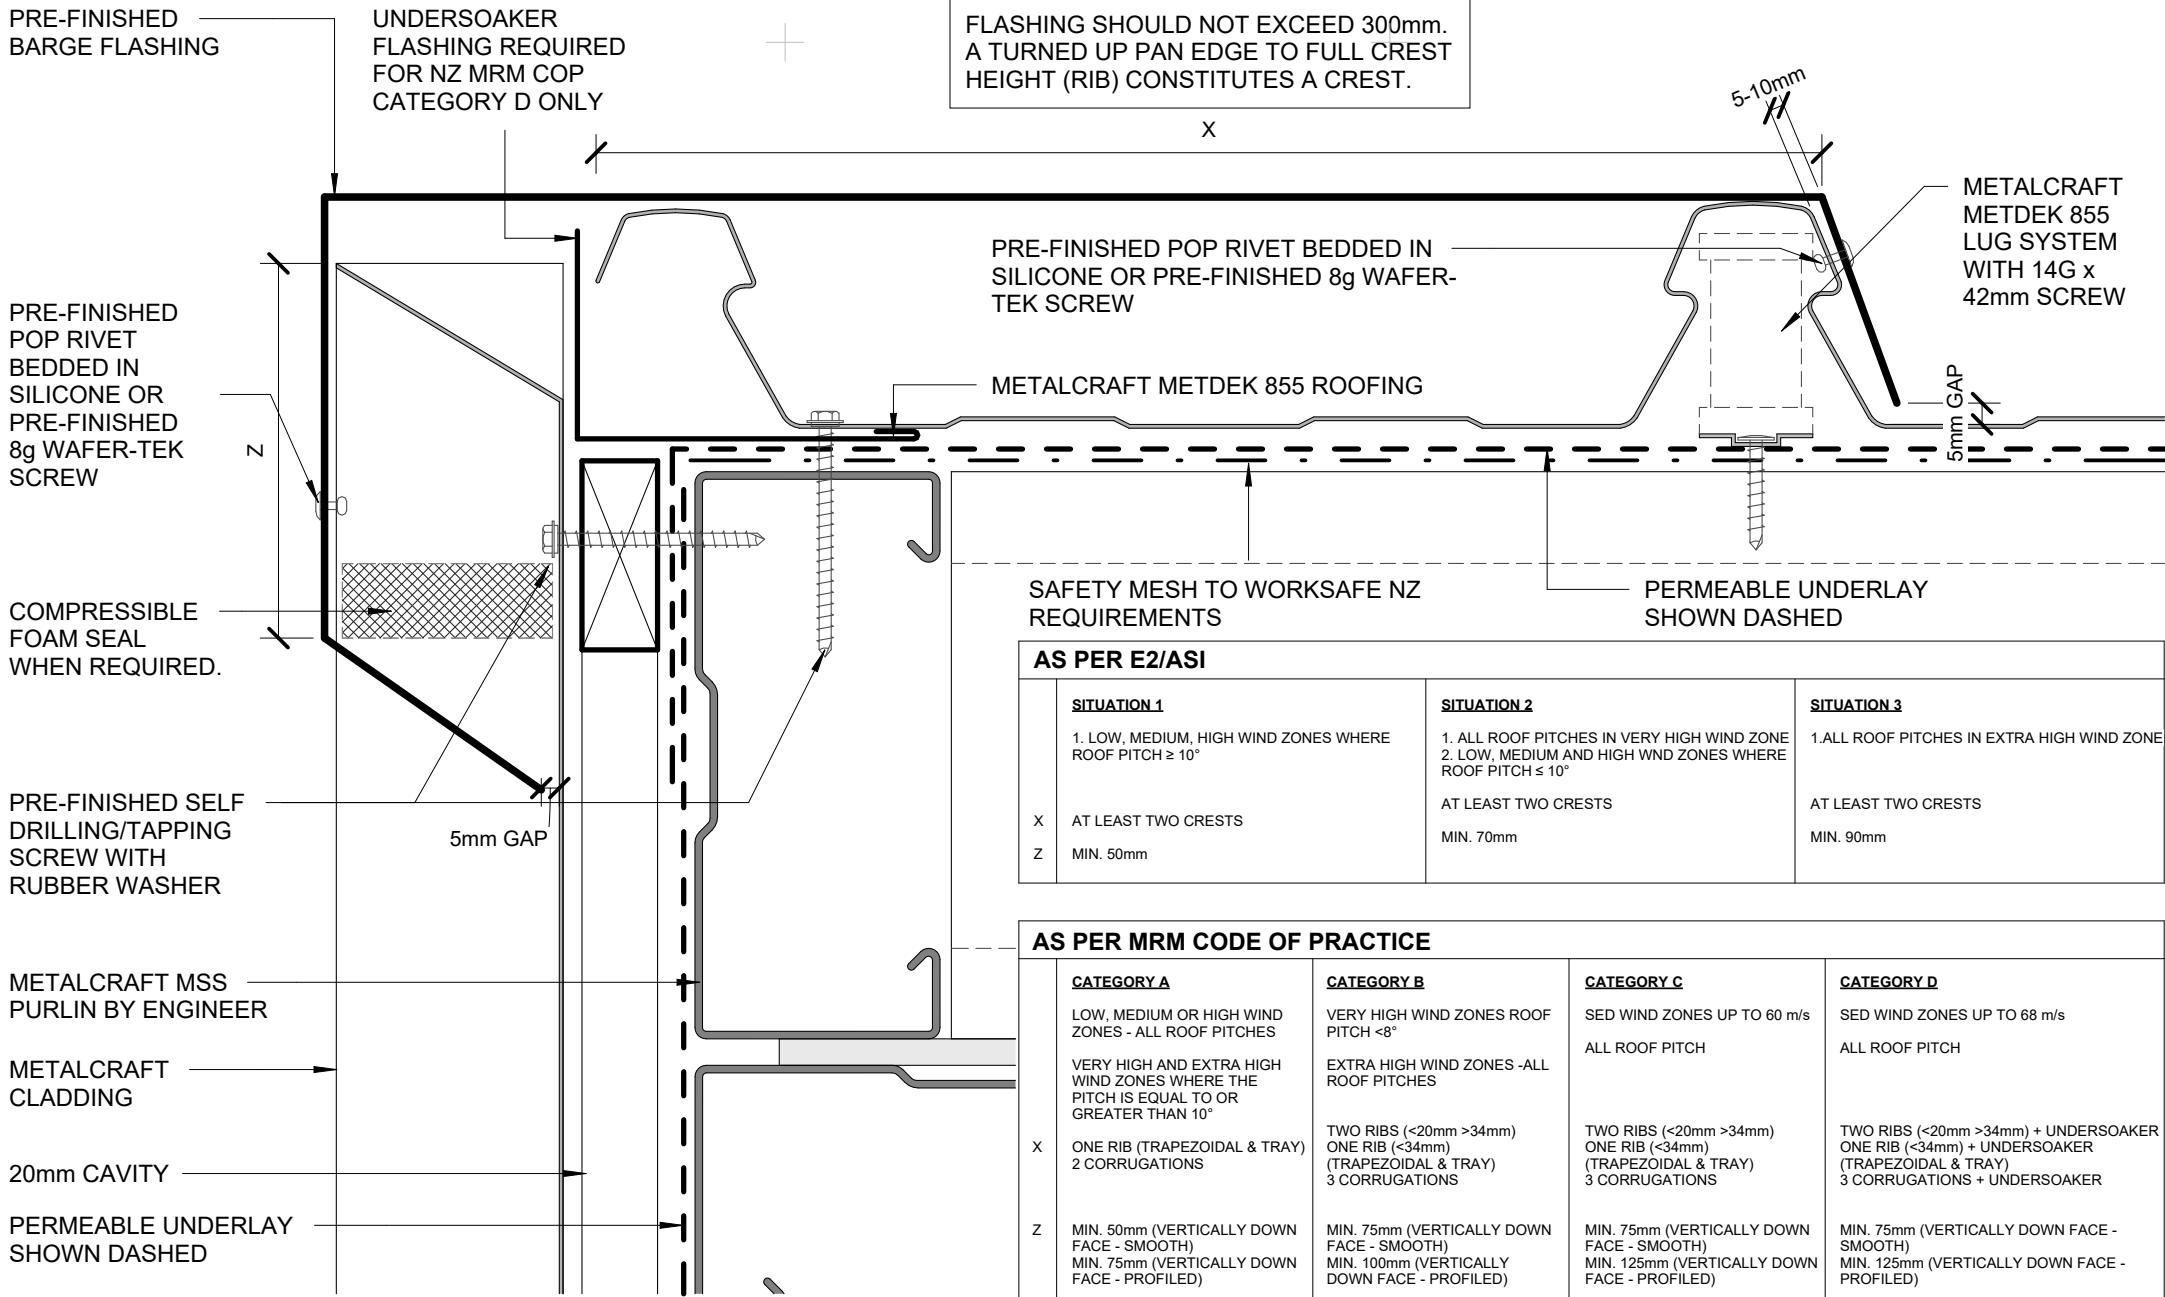 PRE-FINISHED
BARGE FLASHING
UNDERSOAKER
FLASHING REQUIRED
FOR NZ MRM COP
CATEGORY D ONLY
FLASHING SHOULD NOT EXCEED 300mm.
A TURNED UP PAN EDGE TO FULL CREST
HEIGHT (RIB) CONSTITUTES A CREST.
X
5-10mm
METALCRAFT
METDEK 855
LUG SYSTEM
WITH 14G x
42mm SCREW
PRE-FINISHED POP RIVET BEDDED IN
SILICONE OR PRE-FINISHED 8g WAFER-
TEK SCREW
PRE-FINISHED
POP RIVET
BEDDED IN
SILICONE OR
PRE-FINISHED
8g WAFER-TEK
SCREW
Z
METALCRAFT METDEK 855 ROOFING
5mm GAP
COMPRESSIBLE
FOAM SEAL
WHEN REQUIRED.
SAFETY MESH TO WORKSAFE NZ
REQUIREMENTS
PERMEABLE UNDERLAY
SHOWN DASHED
PRE-FINISHED SELF
DRILLING/TAPPING
SCREW WITH
RUBBER WASHER
5mm GAP
METALCRAFT MSS
PURLIN BY ENGINEER
METALCRAFT
CLADDING
20mm CAVITY
PERMEABLE UNDERLAY
SHOWN DASHED
AS PER E2/ASI
SITUATION 1
1. LOW, MEDIUM, HIGH WIND ZONES WHERE
ROOF PITCH ≥ 10°
X AT LEAST TWO CRESTS
Z MIN. 50mm
SITUATION 2
1. ALL ROOF PITCHES IN VERY HIGH WIND ZONE
2. LOW, MEDIUM AND HIGH WND ZONES WHERE
ROOF PITCH ≤ 10°
AT LEAST TWO CRESTS
MIN. 70mm
SITUATION 3
1.ALL ROOF PITCHES IN EXTRA HIGH WIND ZONE
AT LEAST TWO CRESTS
MIN. 90mm
AS PER MRM CODE OF PRACTICE
CATEGORY A
LOW, MEDIUM OR HIGH WIND
ZONES - ALL ROOF PITCHES
VERY HIGH AND EXTRA HIGH
WIND ZONES WHERE THE
PITCH IS EQUAL TO OR
GREATER THAN 10°
X ONE RIB (TRAPEZOIDAL & TRAY)
2 CORRUGATIONS
Z MIN. 50mm (VERTICALLY DOWN
FACE - SMOOTH)
MIN. 75mm (VERTICALLY DOWN
FACE - PROFILED)
CATEGORY B
VERY HIGH WIND ZONES ROOF
PITCH <8°
EXTRA HIGH WIND ZONES -ALL
ROOF PITCHES
TWO RIBS (<20mm >34mm)
ONE RIB (<34mm)
(TRAPEZOIDAL & TRAY)
3 CORRUGATIONS
MIN. 75mm (VERTICALLY DOWN
FACE - SMOOTH)
MIN. 100mm (VERTICALLY
DOWN FACE - PROFILED)
CATEGORY C
SED WIND ZONES UP TO 60 m/s
ALL ROOF PITCH
TWO RIBS (<20mm >34mm)
ONE RIB (<34mm)
(TRAPEZOIDAL & TRAY)
3 CORRUGATIONS
MIN. 75mm (VERTICALLY DOWN
FACE - SMOOTH)
MIN. 125mm (VERTICALLY DOWN
FACE - PROFILED)
CATEGORY D
SED WIND ZONES UP TO 68 m/s
ALL ROOF PITCH
TWO RIBS (<20mm >34mm) + UNDERSOAKER
ONE RIB (<34mm) + UNDERSOAKER
(TRAPEZOIDAL & TRAY)
3 CORRUGATIONS + UNDERSOAKER
MIN. 75mm (VERTICALLY DOWN FACE -
SMOOTH)
MIN. 125mm (VERTICALLY DOWN FACE -
PROFILED)